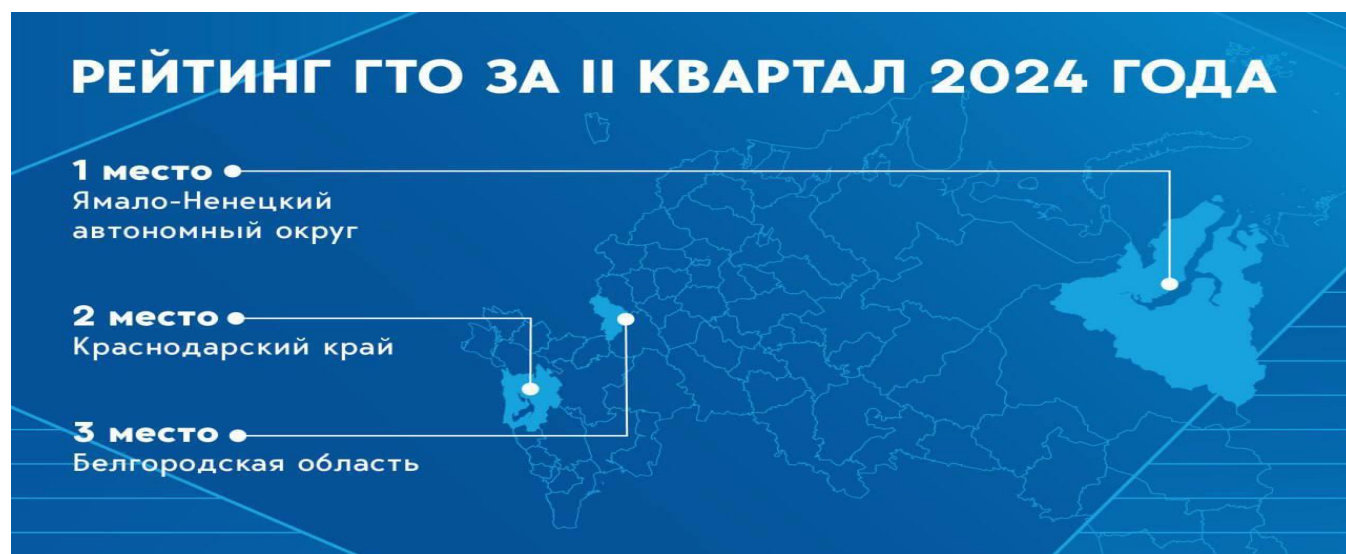 РЕЙТИНГ ГТО ЗА II КВАРТАЛ 2024 ГОДА
1 место
Ямало-Ненецкий
автономный округ
2 место
Краснодарский край
3 место
Белгородская область